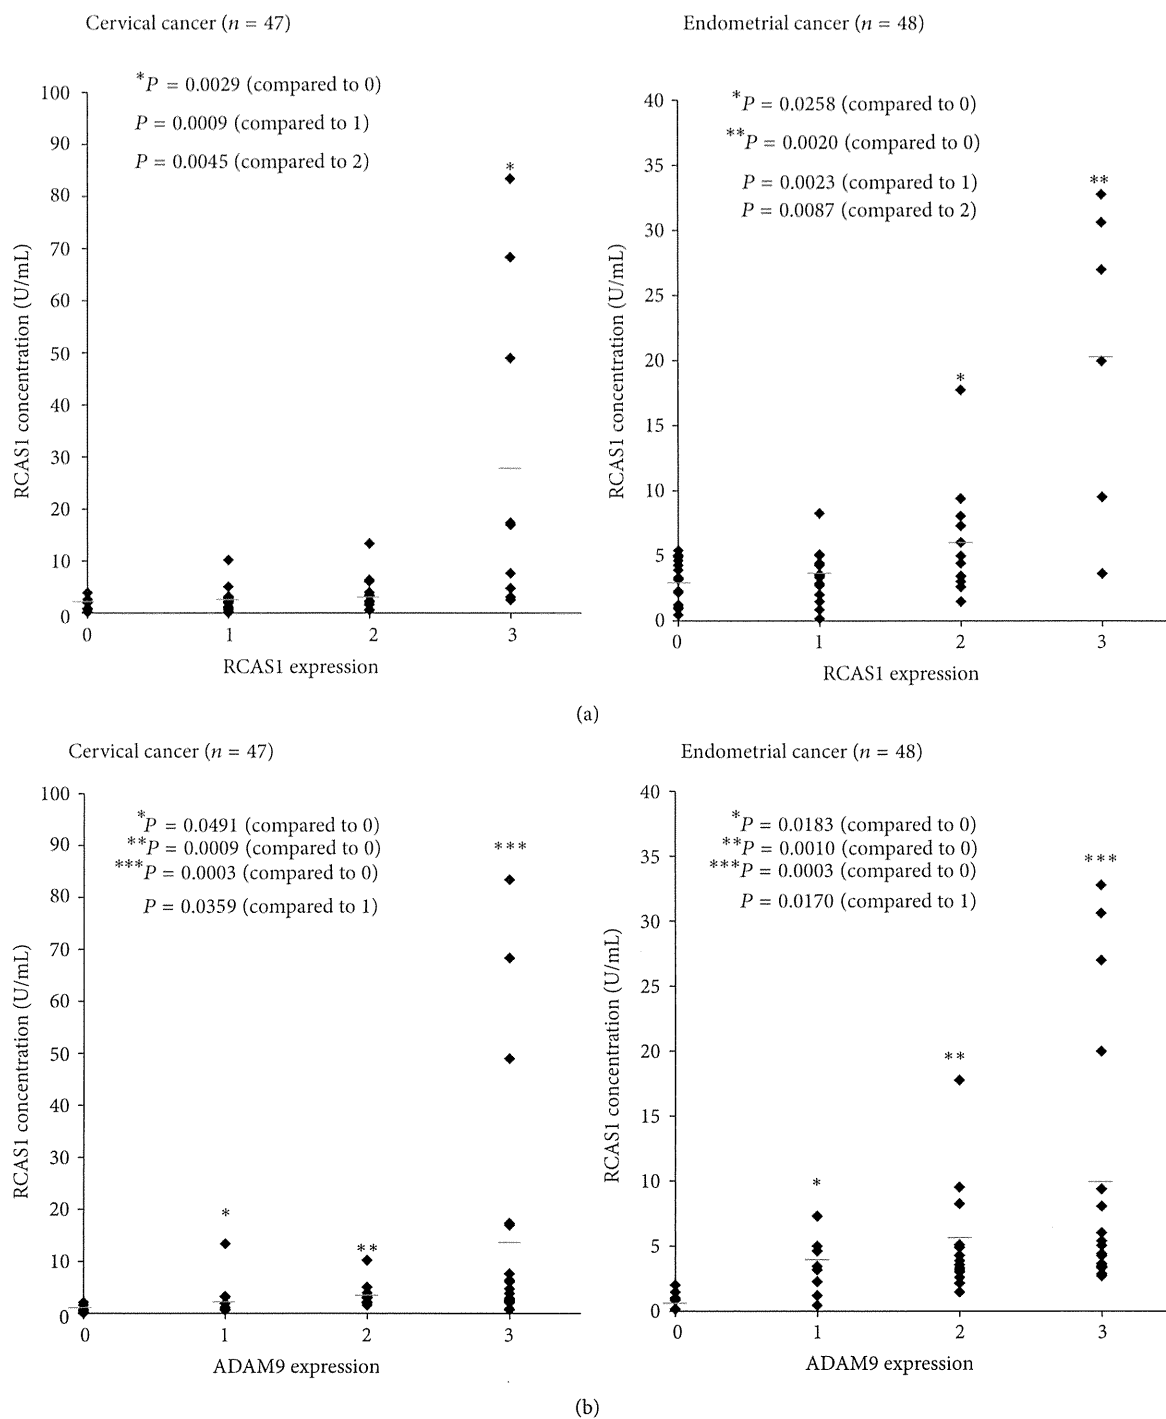 Cervical cancer (n = 47)
*P = 0.0029 (compared to 0)
P = 0.0009 (compared to 1)
P = 0.0045 (compared to 2)
*
100
90
80
70
60
50
40
30
20
10
0
RCAS1 concentration (U/mL)
0 1 2 3
RCAS1 expression
Endometrial cancer (n = 48)
*P = 0.0258 (compared to 0)
**P = 0.0020 (compared to 0)
P = 0.0023 (compared to 1)
P = 0.0087 (compared to 2)
**
*
40
35
30
25
20
15
10
5
0
RCAS1 concentration (U/mL)
0 1 2 3
RCAS1 expression
(a)
Cervical cancer (n = 47)
*P = 0.0491 (compared to 0)
**P = 0.0009 (compared to 0)
***P = 0.0003 (compared to 0)
P = 0.0359 (compared to 1)
***
*
**
100
90
80
70
60
50
40
30
20
10
0
RCAS1 concentration (U/mL)
0 1 2 3
ADAM9 expression
Endometrial cancer (n = 48)
*P = 0.0183 (compared to 0)
**P = 0.0010 (compared to 0)
***P = 0.0003 (compared to 0)
P = 0.0170 (compared to 1)
***
**
*
40
35
30
25
20
15
10
5
0
RCAS1 concentration (U/mL)
0 1 2 3
ADAM9 expression
(b)